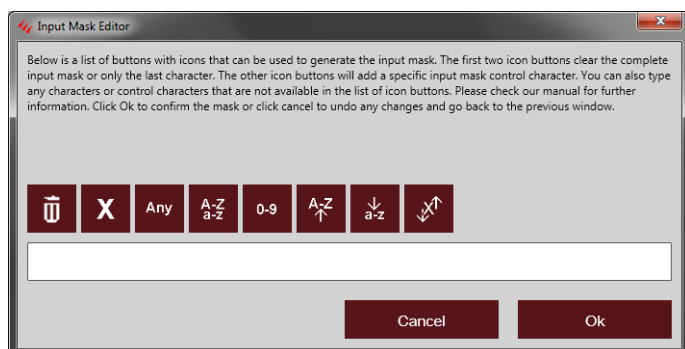 Input Mask Editor
X
Below is a list of buttons with icons that can be used to generate the input mask. The first two icon buttons clear the complete
input mask or only the last character. The other icon buttons will add a specific input mask control character. You can also type
any characters or control characters that are not available in the list of icon buttons. Please check our manual for further
information. Click Ok to confirm the mask or click cancel to undo any changes and go back to the previous window.
X
Any
A-Z
a-z
0-9
A-Z
a-z
X
Cancel
Ok